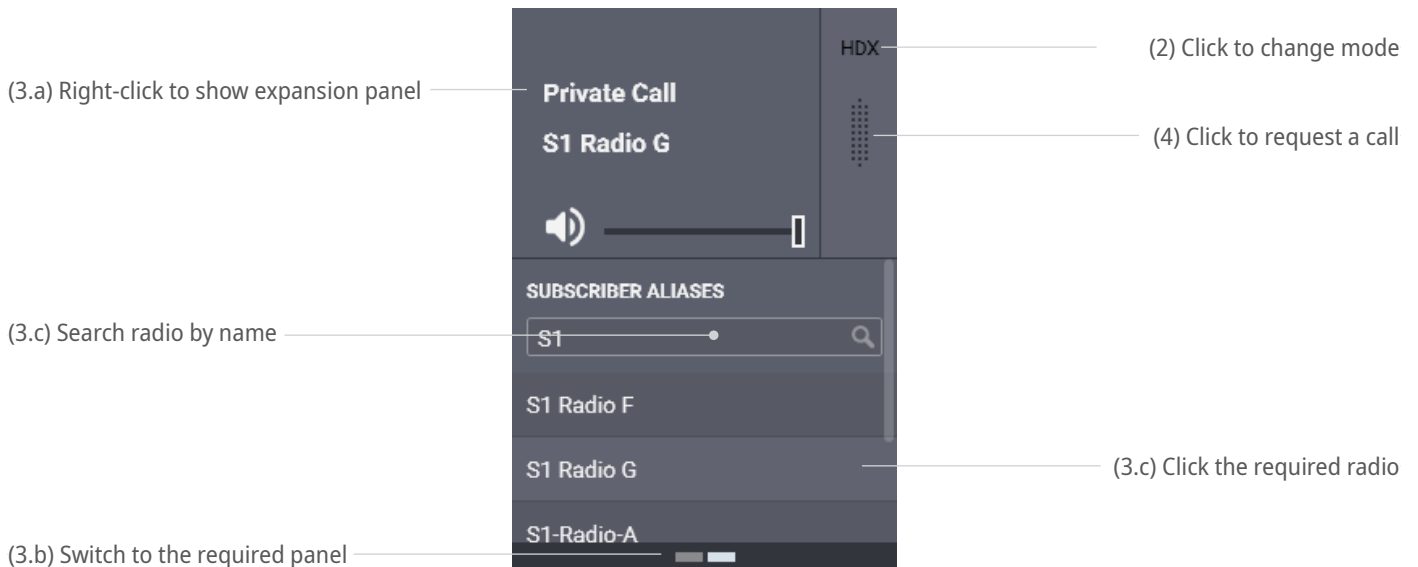 HDX
(2) Click to change mode
(3.a) Right-click to show expansion panel
Private Call
(4) Click to request a call
S1 Radio G
SUBSCRIBER ALIASES
(3.c) Search radio by name
S1
S1 Radio F
S1 Radio G
(3.c) Click the required radio
S1-Radio-A
(3.b) Switch to the required panel